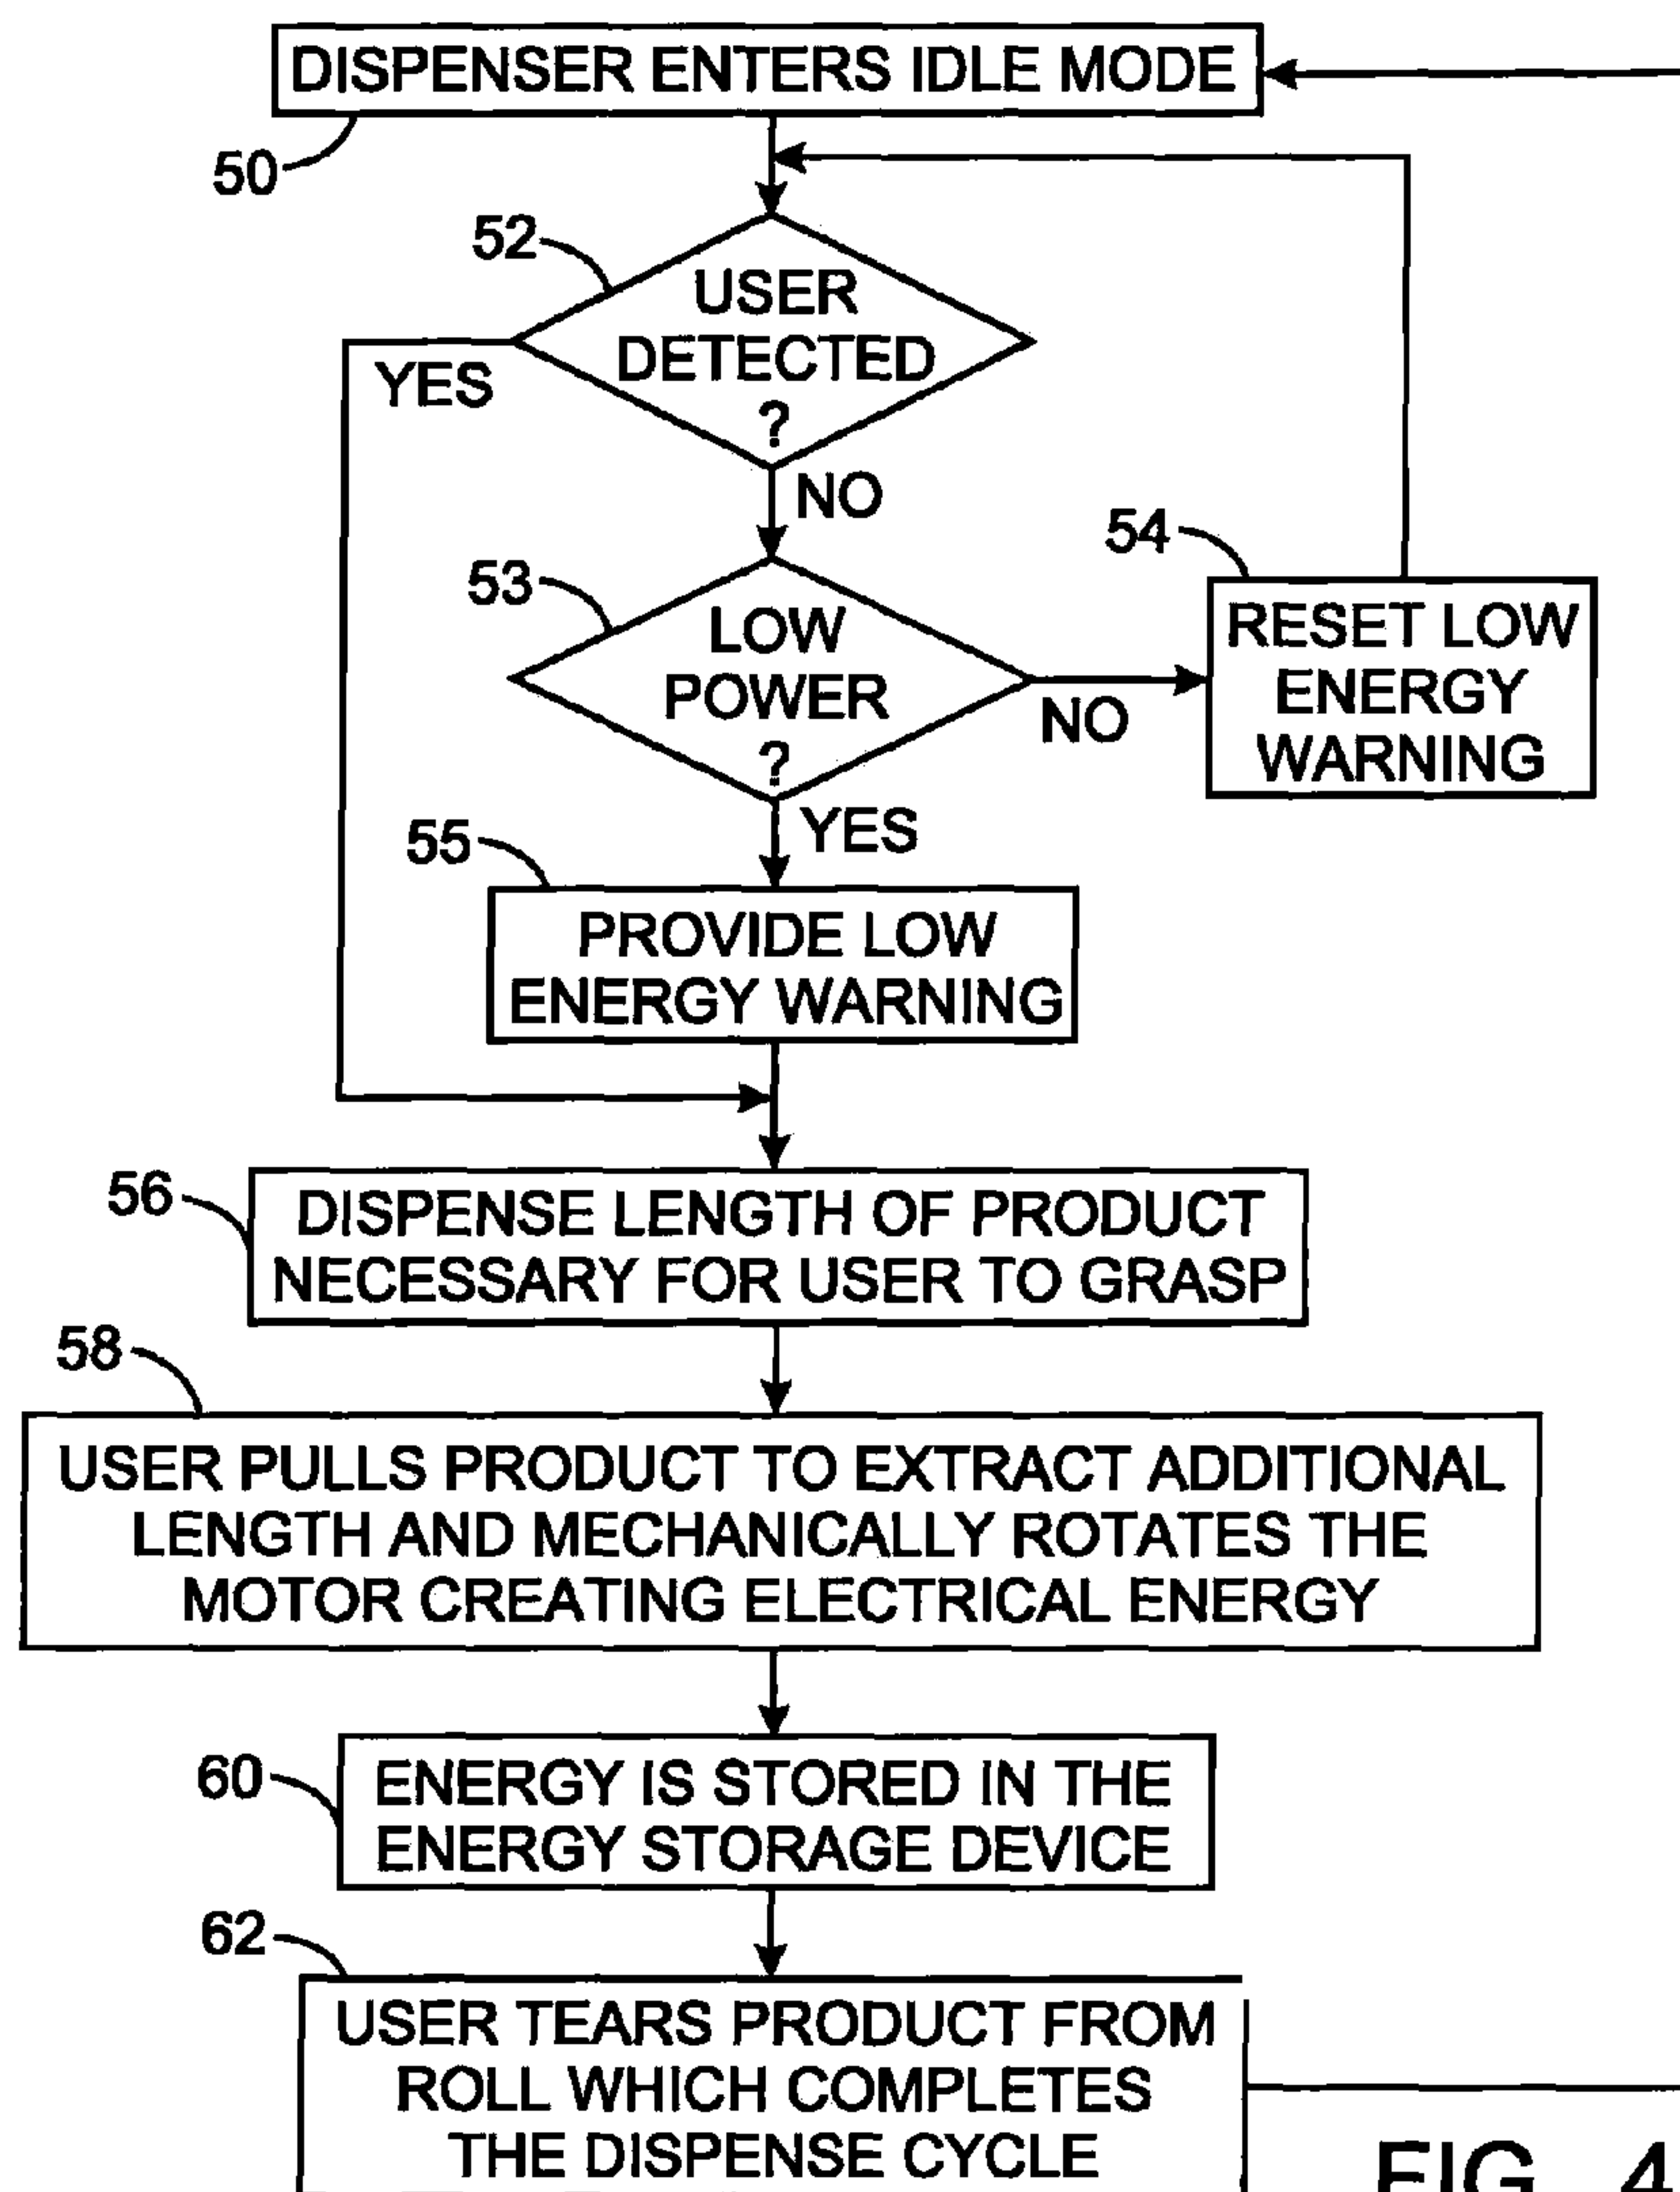 DISPENSER ENTERS IDLE MODE
50
52
USER
DETECTED
?
YES
NO
54
53
LOW
POWER
?
NO
RESET LOW
ENERGY
WARNING
YES
55
PROVIDE LOW
ENERGY WARNING
56
DISPENSE LENGTH OF PRODUCT
NECESSARY FOR USER TO GRASP
58
USER PULLS PRODUCT TO EXTRACT ADDITIONAL
LENGTH AND MECHANICALLY ROTATES THE
MOTOR CREATING ELECTRICAL ENERGY
60
ENERGY IS STORED IN THE
ENERGY STORAGE DEVICE
62
USER TEARS PRODUCT FROM
ROLL WHICH COMPLETES
THE DISPENSE CYCLE
FIG. 4